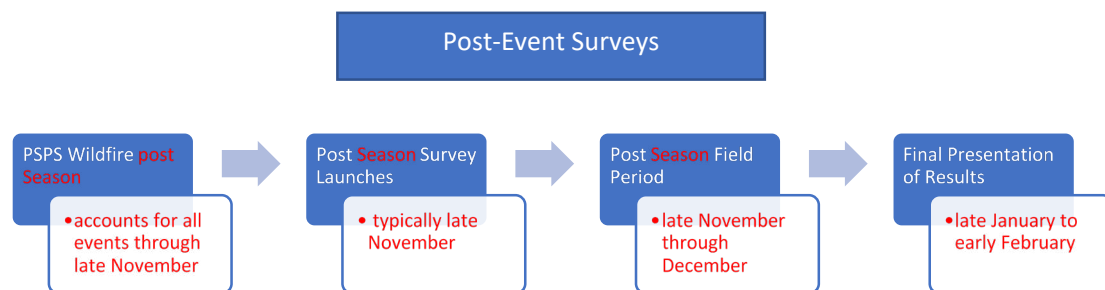 Post-Event Surveys
PSPS Wildfire post
Season
•accounts for all
events through
late November
Post Season Survey
Launches
• typically late
November
Post Season Field
Period
•late November
through
December
Final Presentation
of Results
•late January to
early February